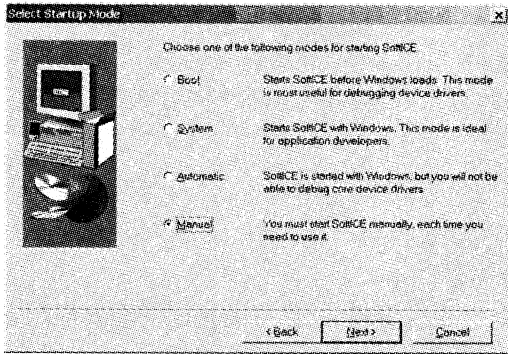 Select Startup Mode
Choose one of the following modes for starting SoftICE.
Boot
Starts SoftICE before Windows loads. This mode
is most useful for debugging device drivers.
System
Starts SoftICE with Windows. This mode is ideal
for application developers.
Automatic
SoftICE is started with Windows, but you will not be
able to debug core device drivers.
Manual
You must start SoftICE manually, each time you
need to use it.
< Back
Next >
Cancel